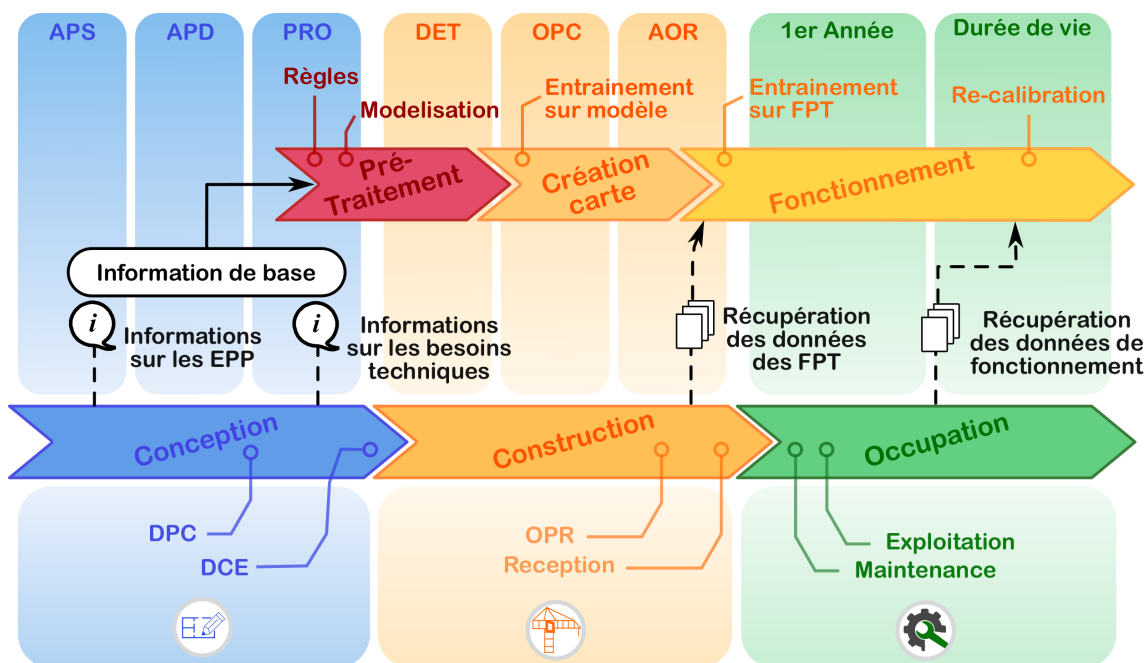 APS
APD
PRO
DET
OPC
AOR
1er Année
Durée de vie
Règles
Modelisation
Entrainement
sur modèle
Entrainement
sur FPT
Re-calibration
Pré-
Traitement
Création
carte
Fonctionnement
Information de base
i
Informations
sur les EPP
i
Informations
sur les besoins
techniques
Récupération
des données
des FPT
Récupération
des données de
fonctionnement
Conception
Construction
Occupation
DPC
DCE
OPR
Reception
Exploitation
Maintenance